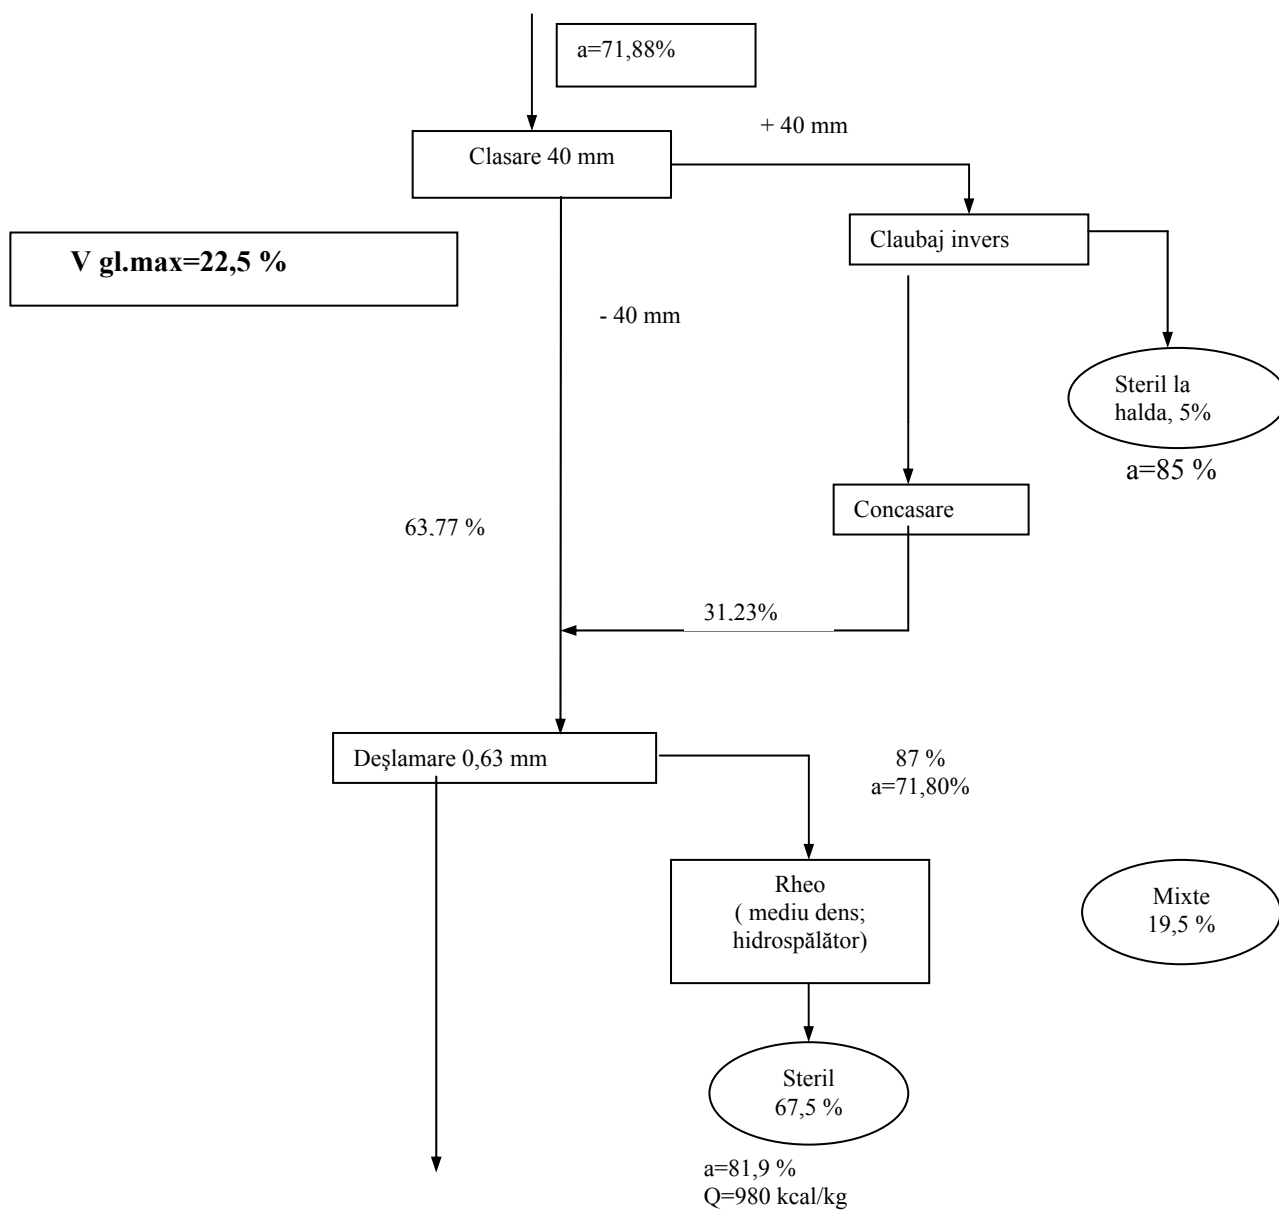 a=71,88%
+ 40 mm
Clasare 40 mm
Claubaj invers
V gl.max=22,5 %
- 40 mm
Steril la
halda, 5%
a=85 %
Concasare
63,77 %
31,23%
Deşlamare 0,63 mm
87 %
a=71,80%
Rheo
( mediu dens;
hidrospălător)
Mixte
19,5 %
Steril
67,5 %
a=81,9 %
Q=980 kcal/kg